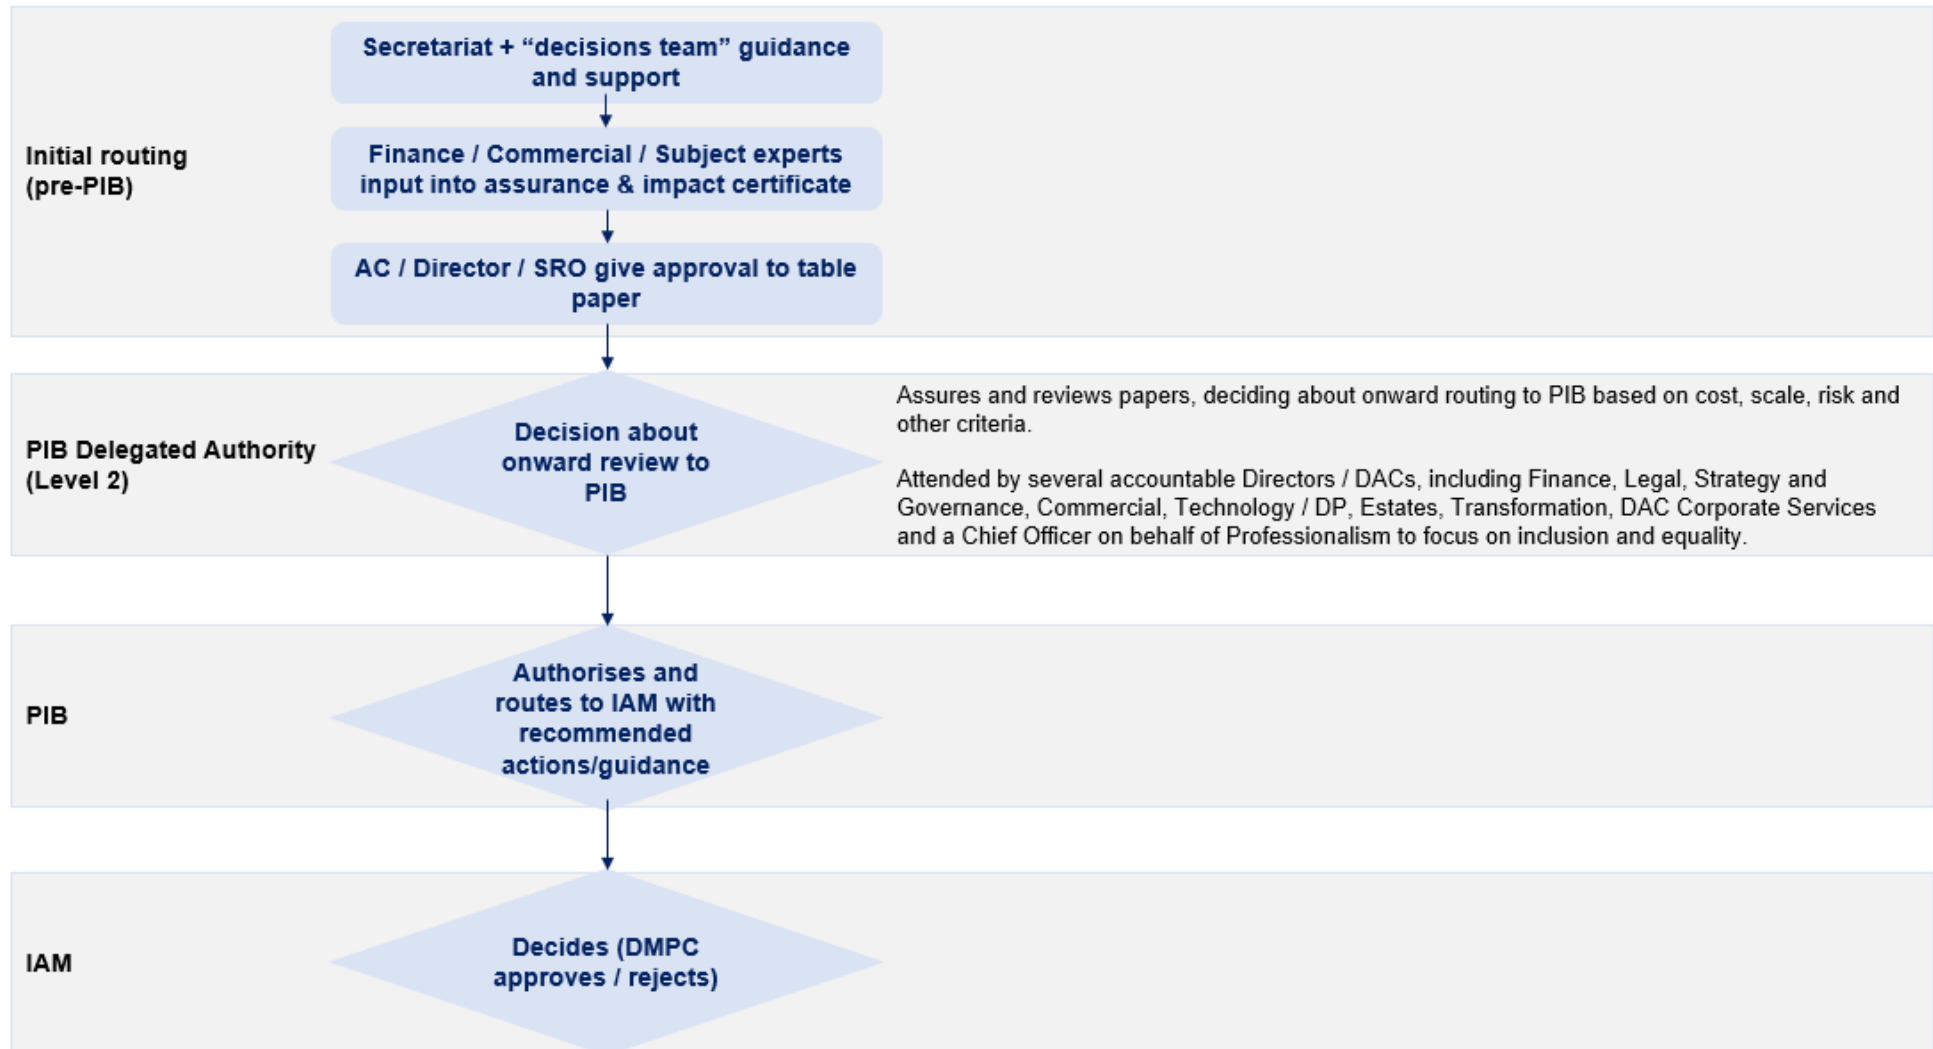 Secretariat + “decisions team” guidance
and support
Initial routing
(pre-PIB)
Finance / Commercial / Subject experts
input into assurance & impact certificate
AC / Director / SRO give approval to table
paper
PIB Delegated Authority
(Level 2)
Decision about
onward review to
PIB
Assures and reviews papers, deciding about onward routing to PIB based on cost, scale, risk and
other criteria.
Attended by several accountable Directors / DACs, including Finance, Legal, Strategy and
Governance, Commercial, Technology / DP, Estates, Transformation, DAC Corporate Services
and a Chief Officer on behalf of Professionalism to focus on inclusion and equality.
PIB
Authorises and
routes to IAM with
recommended
actions/guidance
IAM
Decides (DMPC
approves / rejects)